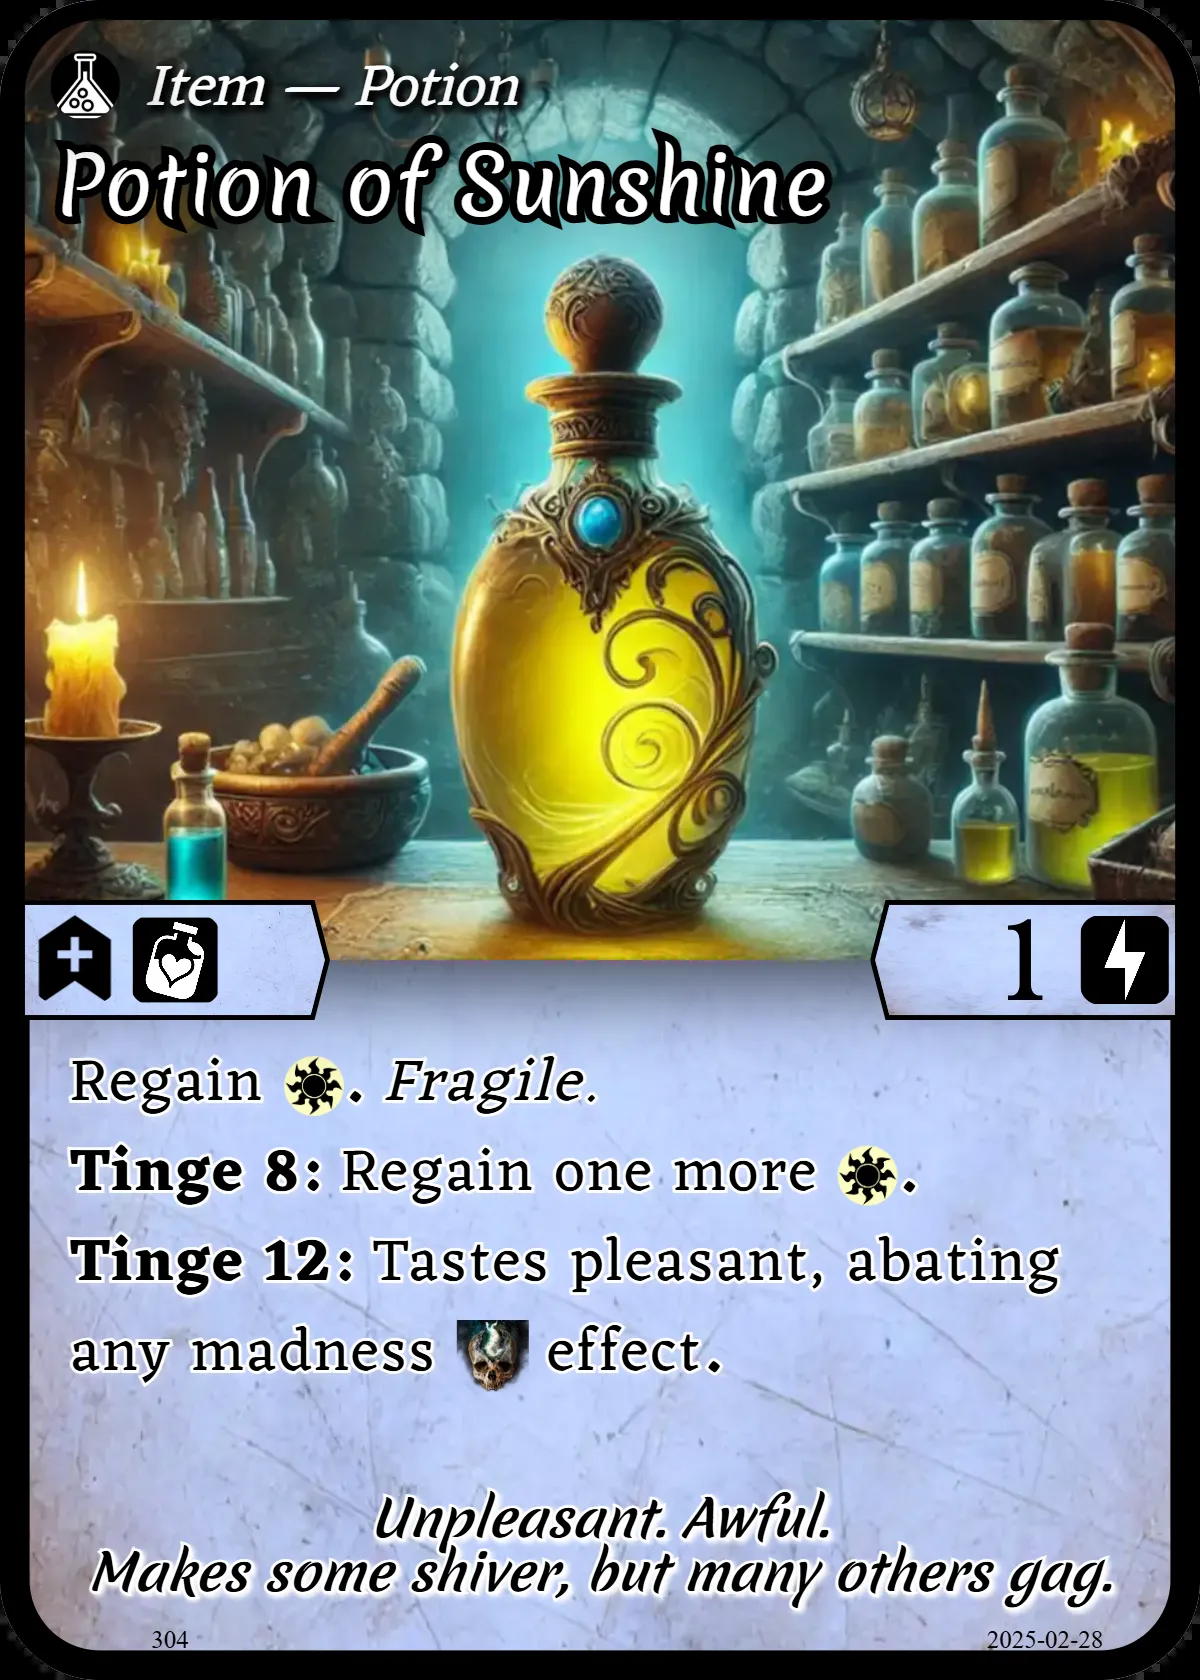 Item — Potion
Potion of Sunshine
1
Regain . Fragile.
Tinge 8: Regain one more .
Tinge 12: Tastes pleasant, abating
any madness effect.
Unpleasant. Awful.
Makes some shiver, but many others gag.
304
2025-02-28